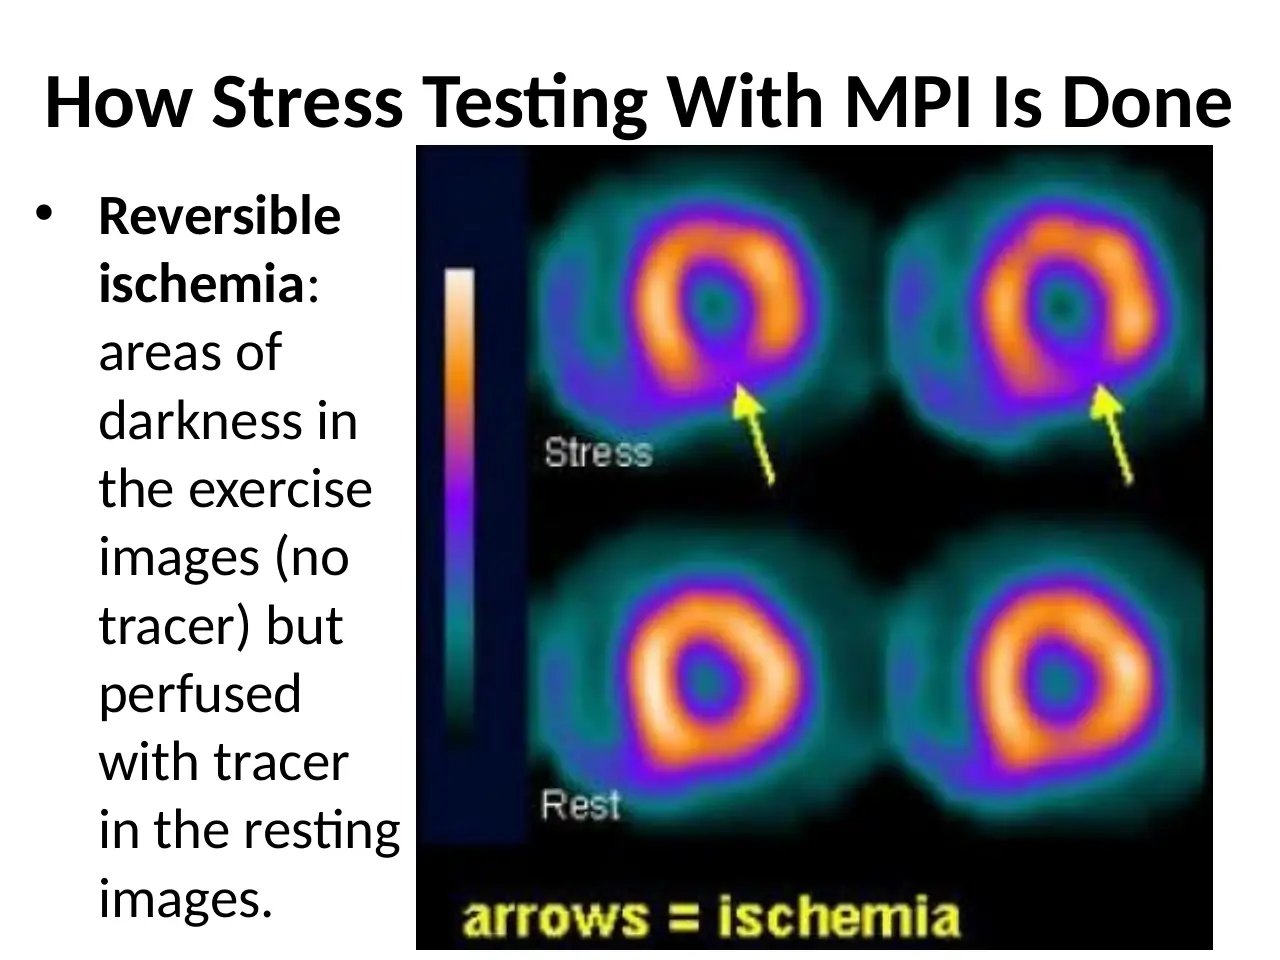 How Stress Testing With MPI Is Done
• Reversible
ischemia:
areas of
darkness in
the exercise
images (no
tracer) but
perfused
with tracer
in the resting
images.
Stress
Rest
arrows = ischemia